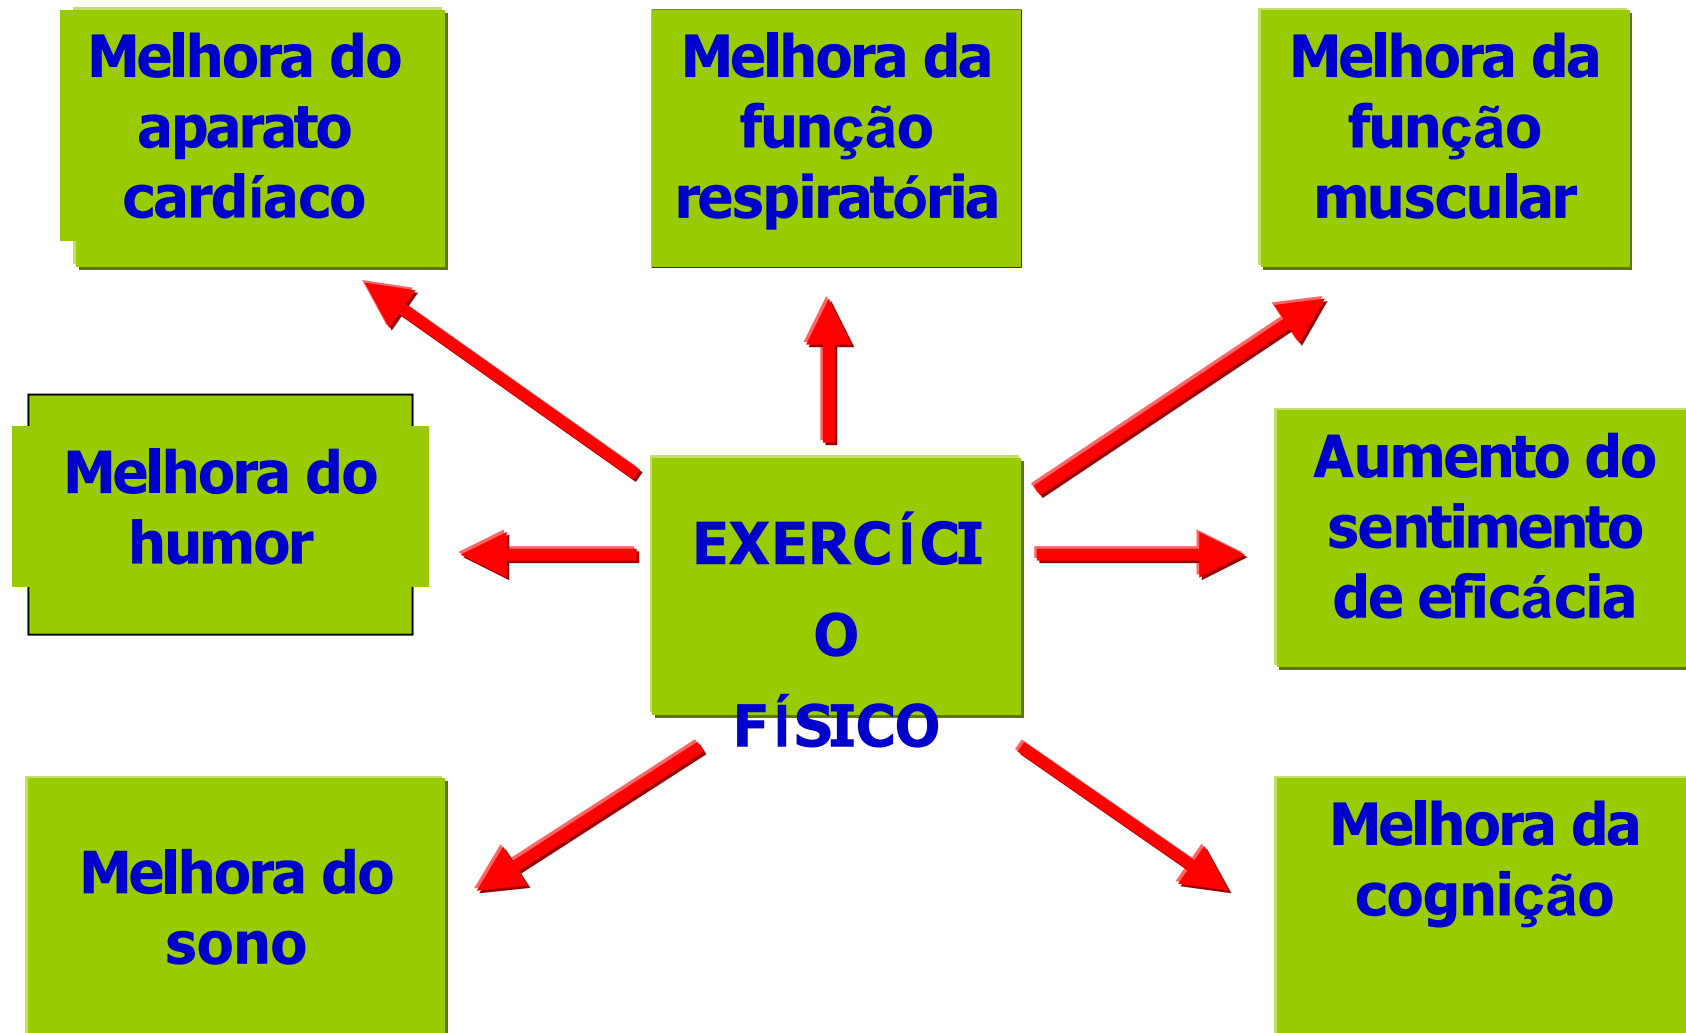 Melhora do
aparato
cardíaco
Melhora da
função
respiratória
Melhora da
função
muscular
Melhora do
humor
EXERCÍCI
O
FÍSICO
Aumento do
sentimento
de eficácia
Melhora do
sono
Melhora da
cognição